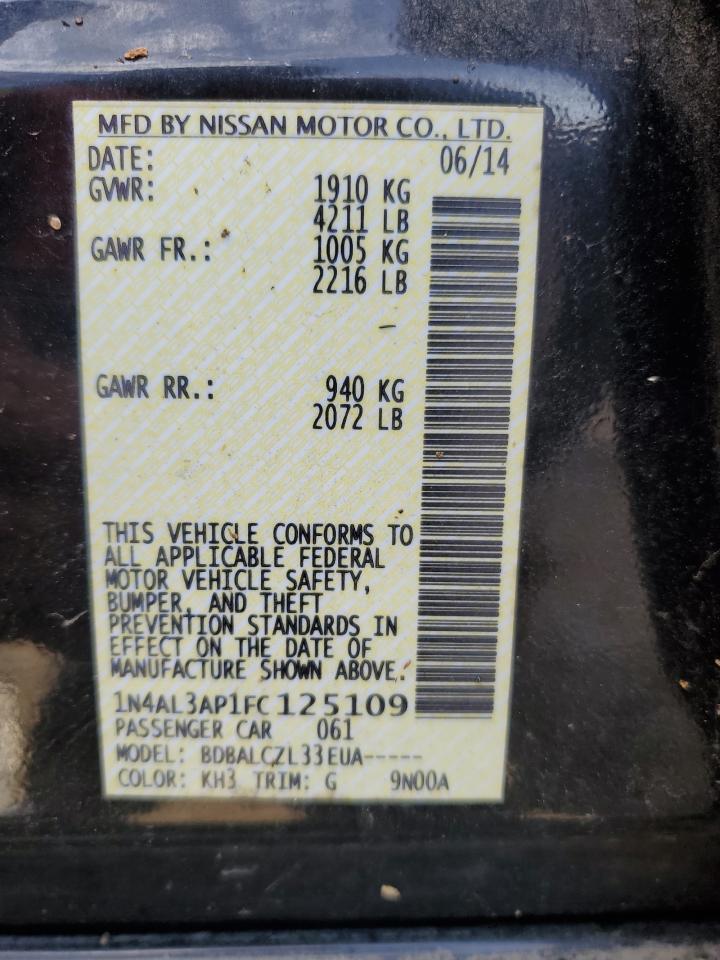 MFD BY NISSAN MOTOR CO., LTD.
DATE: 06/14
GVWR: 1910 KG
4211 LB
GAWR FR.: 1005 KG
2216 LB
GAWR RR.: 940 KG
2072 LB
THIS VEHICLE CONFORMS TO
ALL APPLICABLE FEDERAL
MOTOR VEHICLE SAFETY,
BUMPER, AND THEFT
PREVENTION STANDARDS IN
EFFECT ON THE DATE OF
MANUFACTURE SHOWN ABOVE.
1N4AL3AP1FC125109
PASSENGER CAR 061
MODEL: BDBALCZL33EUA-----
COLOR: KH3 TRIM: G 9N00A